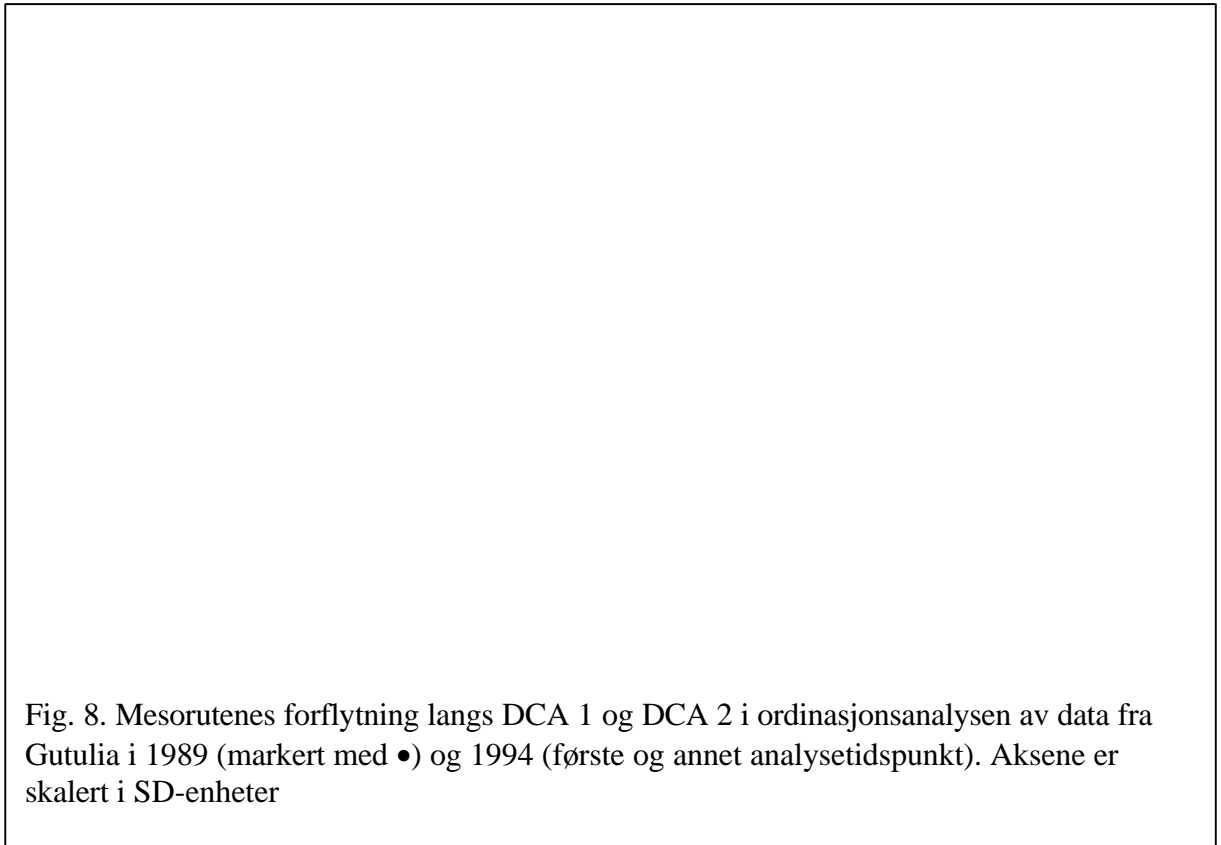 Fig. 8. Mesorutenes forflytning langs DCA 1 og DCA 2 i ordinasjonsanalysen av data fra
Gutulia i 1989 (markert med •) og 1994 (første og annet analysetidspunkt). Aksene er
skalert i SD-enheter